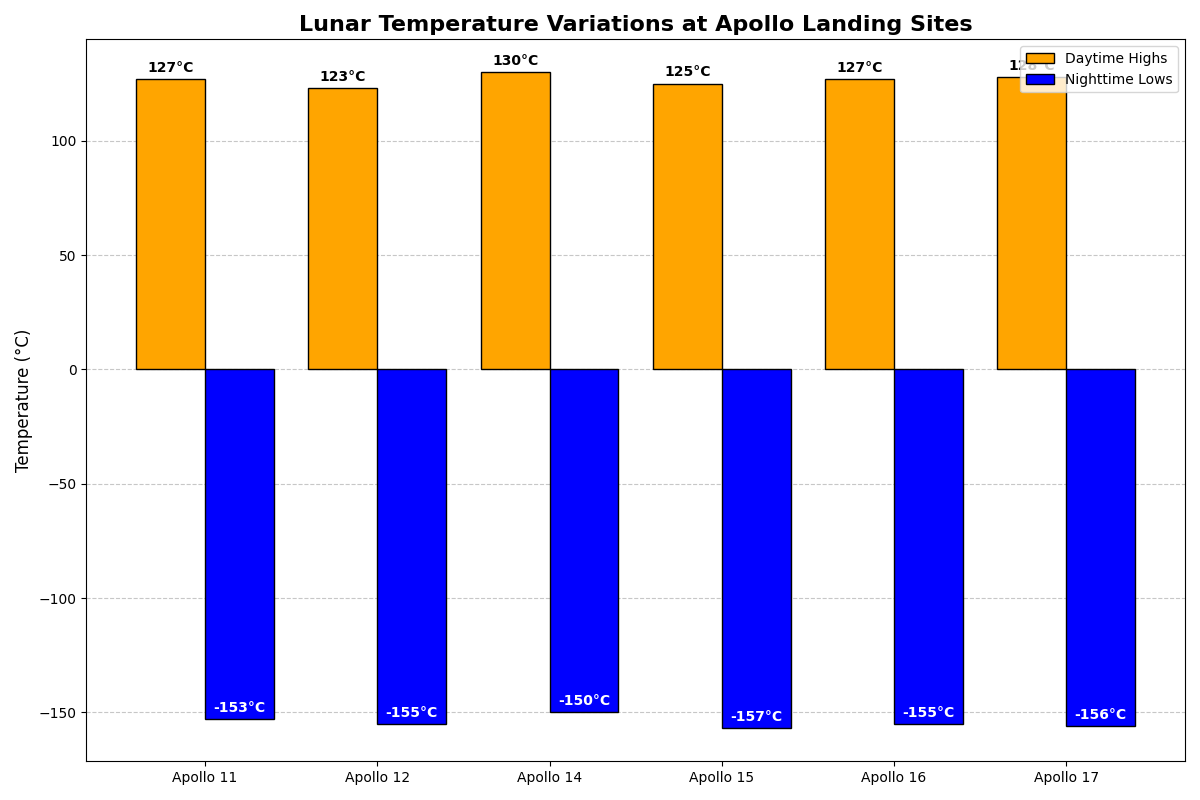 Lunar Temperature Variations at Apollo Landing Sites
Daytime Highs
Nighttime Lows
127°C
123°C
130°C
125°C
127°C
128°C
Temperature (°C)
100
50
0
−50
−100
−150
-153°C
-155°C
-150°C
-157°C
-155°C
-156°C
Apollo 11
Apollo 12
Apollo 14
Apollo 15
Apollo 16
Apollo 17